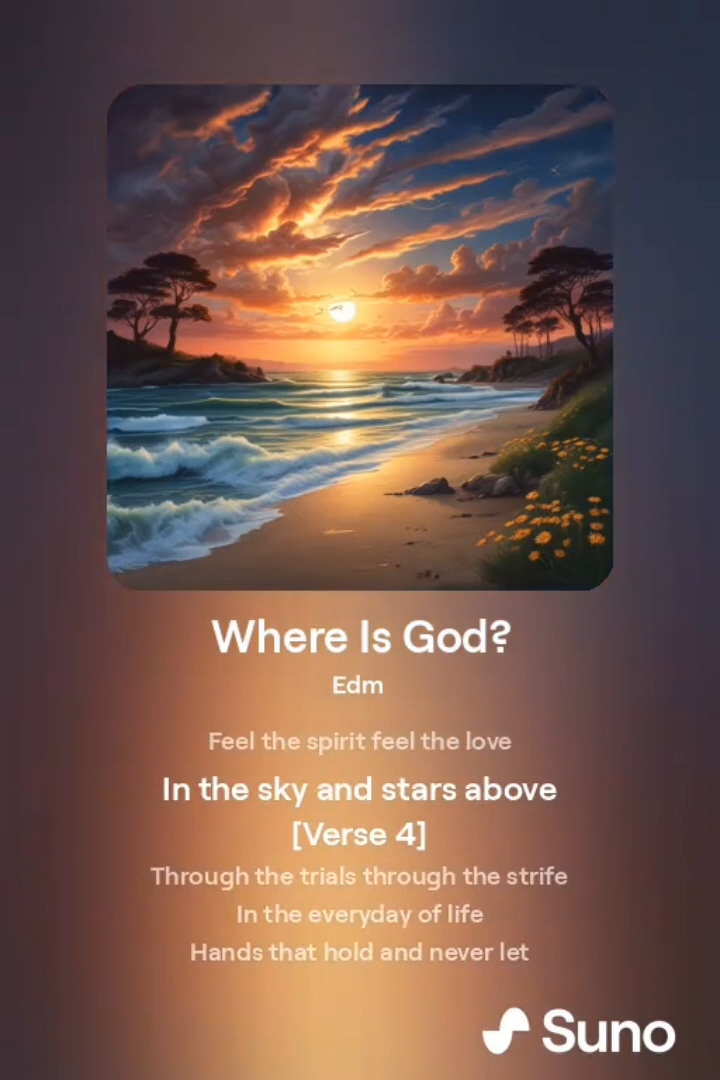 Where Is God?
Edm
Feel the spirit feel the love
In the sky and stars above
[Verse 4]
Through the trials through the strife
In the everyday of life
Hands that hold and never let
Suno